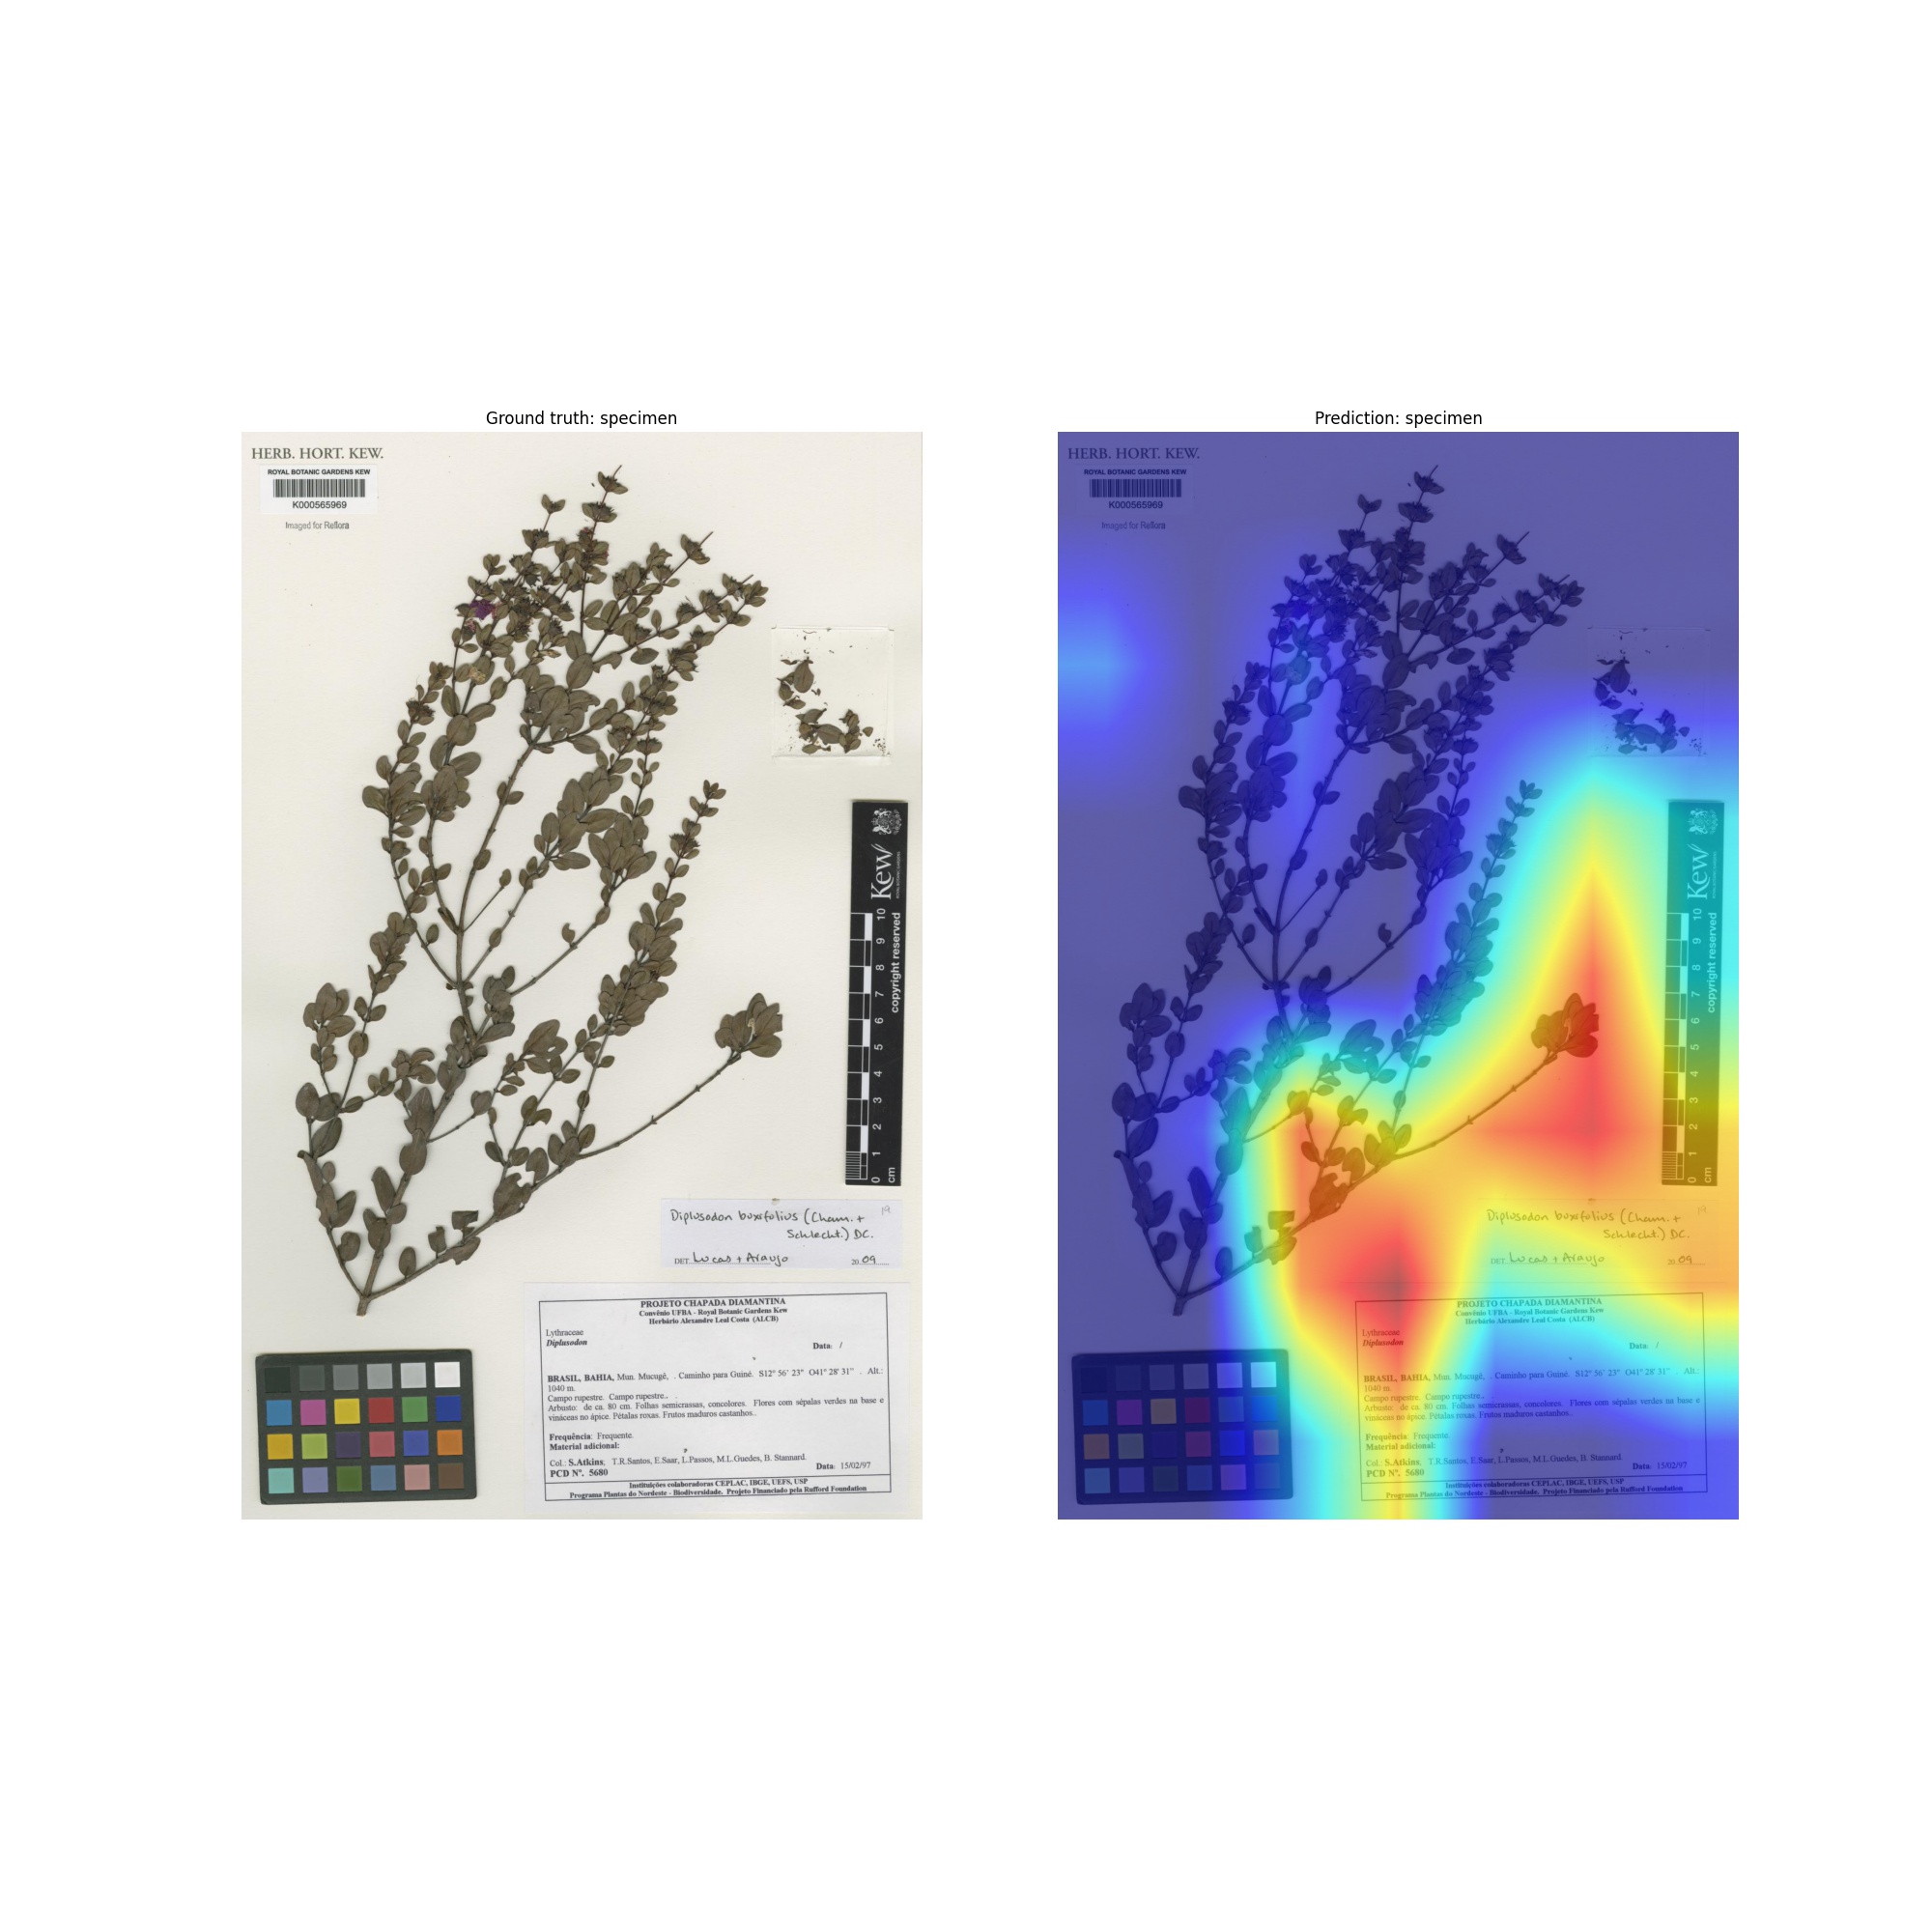 Ground truth: specimen
HERB. HORT. KEW.
ROYAL BOTANIC GARDENS KEW
K000565969
Imaged for Reflora
Kew
ROYAL BOTANIC GARDENS
copyright reserved
10
9
8
7
6
5
4
3
2
1
0
cm
Diplusodon buxifolius (Cham. + 19
Schlecht.) DC.
DET. Lucas + Araujo 20 09
PROJETO CHAPADA DIAMANTINA
Convênio UFBA - Royal Botanic Gardens Kew
Herbário Alexandre Leal Costa (ALCB)
Lythraceae
Diplusodon
Data: /
BRASIL, BAHIA, Mun. Mucugê, . Caminho para Guiné. S12° 56' 23" O41° 28' 31" . Alt.:
1040 m.
Campo rupestre. Campo rupestre.. .
Arbusto: de ca. 80 cm. Folhas semicrassas, concolores. Flores com sépalas verdes na base e
vináceas no ápice. Pétalas roxas. Frutos maduros castanhos..
Frequência: Frequente.
Material adicional:
Col.: S.Atkins, T.R.Santos, E.Saar, L.Passos, M.L.Guedes, B. Stannard.
PCD Nº. 5680 Data: 15/02/97
Instituições colaboradoras CEPLAC, IBGE, UEFS, USP
Programa Plantas do Nordeste - Biodiversidade. Projeto Financiado pela Rufford Foundation
Prediction: specimen
HERB. HORT. KEW.
ROYAL BOTANIC GARDENS KEW
K000565969
Imaged for Reflora
Kew
ROYAL BOTANIC GARDENS
copyright reserved
10
9
8
7
6
5
4
3
2
1
0
cm
Diplusodon buxifolius (Cham. + 19
Schlecht.) DC.
DET. Lucas + Araujo 20 09
PROJETO CHAPADA DIAMANTINA
Convênio UFBA - Royal Botanic Gardens Kew
Herbário Alexandre Leal Costa (ALCB)
Lythraceae
Diplusodon
Data: /
BRASIL, BAHIA, Mun. Mucugê, . Caminho para Guiné. S12° 56' 23" O41° 28' 31" Alt.:
1040 m.
Campo rupestre. Campo rupestre.. .
Arbusto: de ca. 80 cm. Folhas semicrassas, concolores. Flores com sépalas verdes na base e
vináceas no ápice. Pétalas roxas. Frutos maduros castanhos..
Frequência: Frequente.
Material adicional:
Col.: S.Atkins, T.R.Santos, E.Saar, L.Passos, M.L.Guedes, B. Stannard.
PCD Nº. 5680 Data: 15/02/97
Instituições colaboradoras CEPLAC, IBGE, UEFS, USP
Programa Plantas do Nordeste - Biodiversidade. Projeto Financiado pela Rufford Foundation